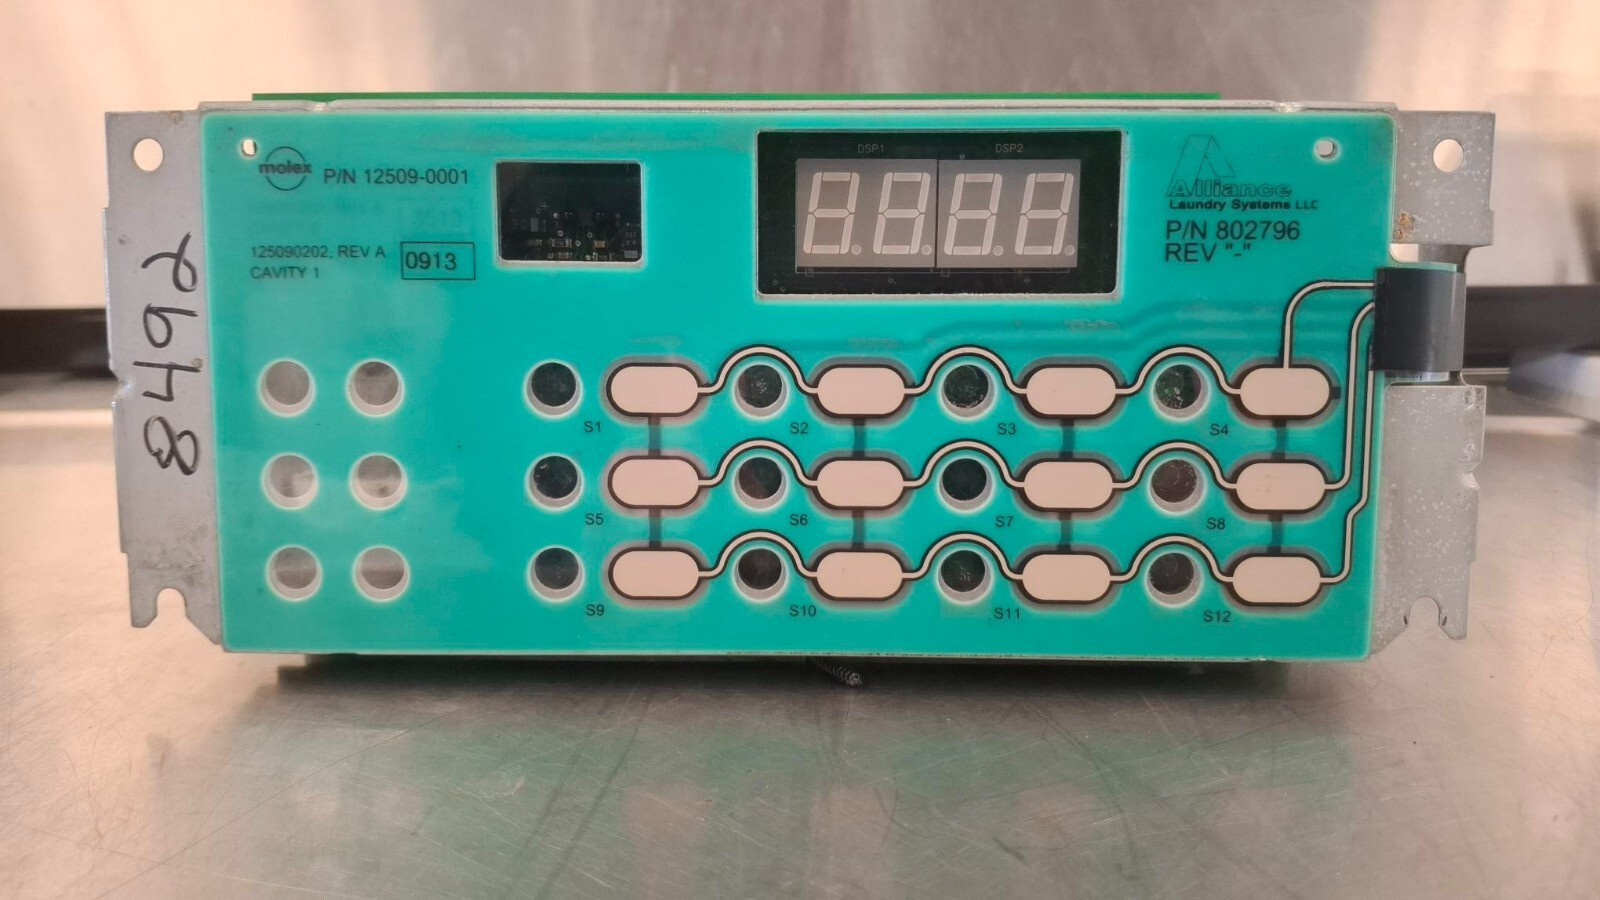 molex P/N 12509-0001
125090202, REV A
CAVITY 1
0913
DSP1 DSP2
Alliance
Laundry Systems LLC
P/N 802796
REV "-"
S1 S2 S3 S4
S5 S6 S7 S8
S9 S10 S11 S12